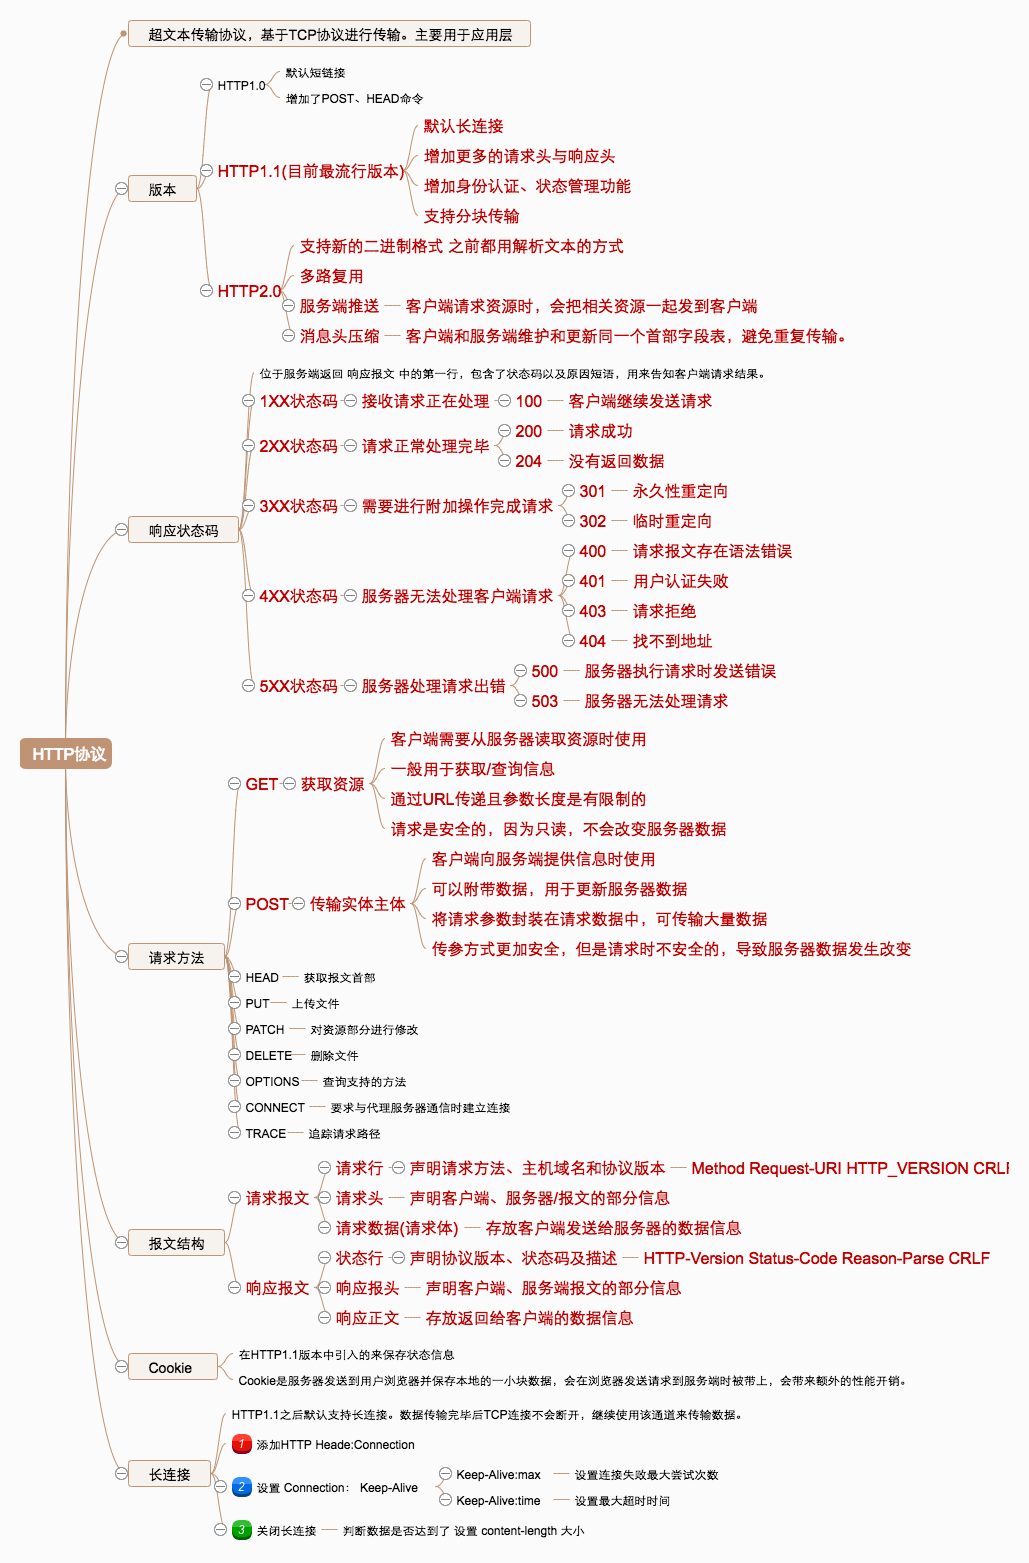 超文本传输协议，基于TCP协议进行传输。主要用于应用层
默认短链接
HTTP1.0
增加了POST、HEAD命令
默认长连接
增加更多的请求头与响应头
HTTP1.1(目前最流行版本)
增加身份认证、状态管理功能
版本
支持分块传输
支持新的二进制格式 之前都用解析文本的方式
多路复用
HTTP2.0
服务端推送 客户端请求资源时，会把相关资源一起发到客户端
消息头压缩 客户端和服务端维护和更新同一个首部字段表，避免重复传输。
位于服务端返回 响应报文 中的第一行，包含了状态码以及原因短语，用来告知客户端请求结果。
1XX状态码 接收请求正在处理 100 客户端继续发送请求
200 请求成功
2XX状态码 请求正常处理完毕
204 没有返回数据
301 永久性重定向
3XX状态码 需要进行附加操作完成请求
302 临时重定向
响应状态码
400 请求报文存在语法错误
401 用户认证失败
4XX状态码 服务器无法处理客户端请求
403 请求拒绝
404 找不到地址
500 服务器执行请求时发送错误
5XX状态码 服务器处理请求出错
503 服务器无法处理请求
HTTP协议
客户端需要从服务器读取资源时使用
一般用于获取/查询信息
GET 获取资源
通过URL传递且参数长度是有限制的
请求是安全的，因为只读，不会改变服务器数据
客户端向服务端提供信息时使用
可以附带数据，用于更新服务器数据
POST 传输实体主体
将请求参数封装在请求数据中，可传输大量数据
传参方式更加安全，但是请求时不安全的，导致服务器数据发生改变
请求方法
HEAD 获取报文首部
PUT 上传文件
PATCH 对资源部分进行修改
DELETE 删除文件
OPTIONS 查询支持的方法
CONNECT 要求与代理服务器通信时建立连接
TRACE 追踪请求路径
请求行 声明请求方法、主机域名和协议版本 Method Request-URI HTTP_VERSION CRLF
请求报文 请求头 声明客户端、服务器/报文的部分信息
请求数据(请求体) 存放客户端发送给服务器的数据信息
报文结构
状态行 声明协议版本、状态码及描述 HTTP-Version Status-Code Reason-Parse CRLF
响应报文 响应报头 声明客户端、服务端报文的部分信息
响应正文 存放返回给客户端的数据信息
在HTTP1.1版本中引入的来保存状态信息
Cookie
Cookie是服务器发送到用户浏览器并保存本地的一小块数据，会在浏览器发送请求到服务端时被带上，会带来额外的性能开销。
HTTP1.1之后默认支持长连接。数据传输完毕后TCP连接不会断开，继续使用该通道来传输数据。
1 添加HTTP Heade:Connection
长连接
Keep-Alive:max 设置连接失败最大尝试次数
2 设置 Connection： Keep-Alive
Keep-Alive:time 设置最大超时时间
3 关闭长连接 判断数据是否达到了 设置 content-length 大小